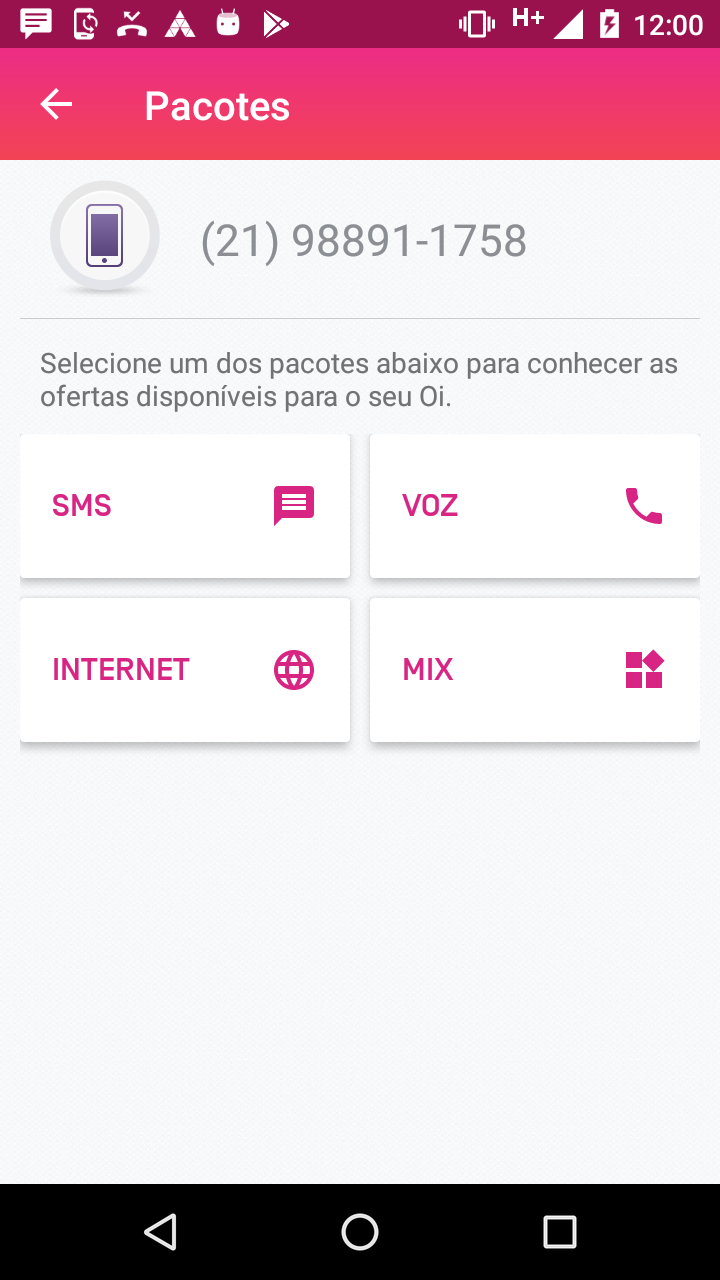 H+ 12:00
Pacotes
(21) 98891-1758
Selecione um dos pacotes abaixo para conhecer as
ofertas disponíveis para o seu Oi.
SMS
VOZ
INTERNET
MIX